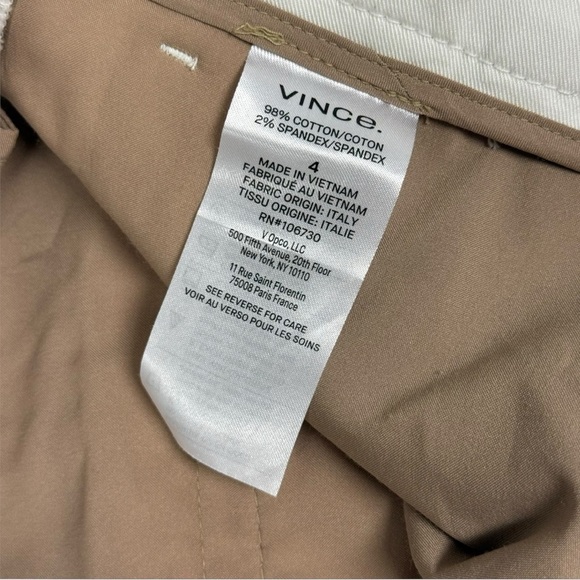 VINCE.
98% COTTON/COTON
2% SPANDEX/SPANDEX
4
MADE IN VIETNAM
FABRIQUÉ AU VIETNAM
FABRIC ORIGIN: ITALY
TISSU ORIGINE: ITALIE
RN#106730
V Opco, LLC
500 Fifth Avenue, 20th Floor
New York, NY 10110
11 Rue Saint Florentin
75008 Paris France
SEE REVERSE FOR CARE
VOIR AU VERSO POUR LES SOINS